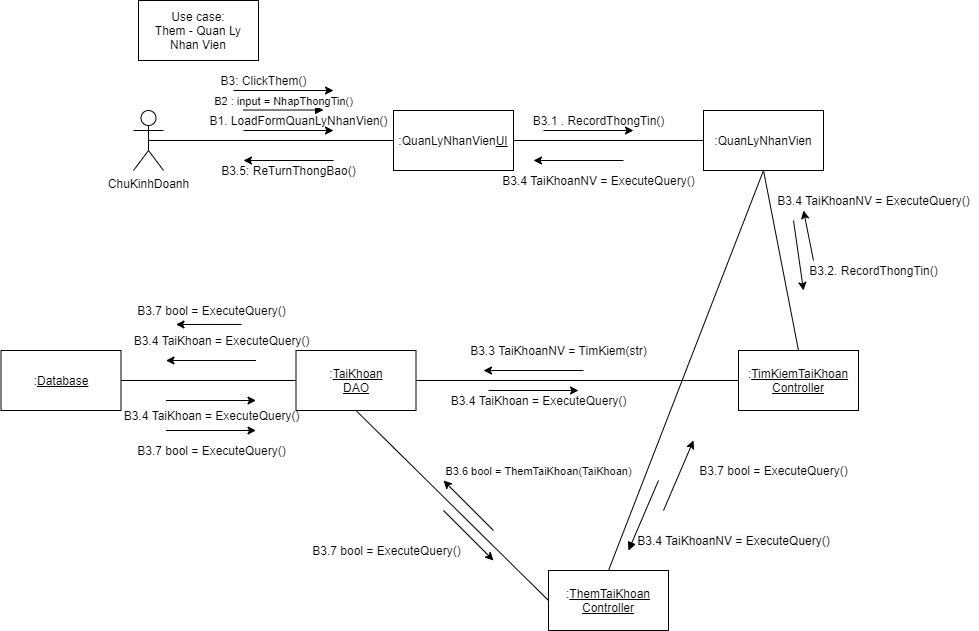 Use case:
Them - Quan Ly
Nhan Vien
B3: ClickThem()
B2 : input = NhapThongTin()
B1. LoadFormQuanLyNhanVien()
B3.5: ReTurnThongBao()
ChuKinhDoanh
:QuanLyNhanVienUI
B3.1 . RecordThongTin()
B3.4 TaiKhoanNV = ExecuteQuery()
:QuanLyNhanVien
B3.4 TaiKhoanNV = ExecuteQuery()
B3.2. RecordThongTin()
B3.7 bool = ExecuteQuery()
B3.4 TaiKhoan = ExecuteQuery()
:Database
B3.4 TaiKhoan = ExecuteQuery()
B3.7 bool = ExecuteQuery()
:TaiKhoan
DAO
B3.3 TaiKhoanNV = TimKiem(str)
B3.4 TaiKhoan = ExecuteQuery()
:TimKiemTaiKhoan
Controller
B3.6 bool = ThemTaiKhoan(TaiKhoan)
B3.7 bool = ExecuteQuery()
B3.7 bool = ExecuteQuery()
B3.4 TaiKhoanNV = ExecuteQuery()
:ThemTaiKhoan
Controller